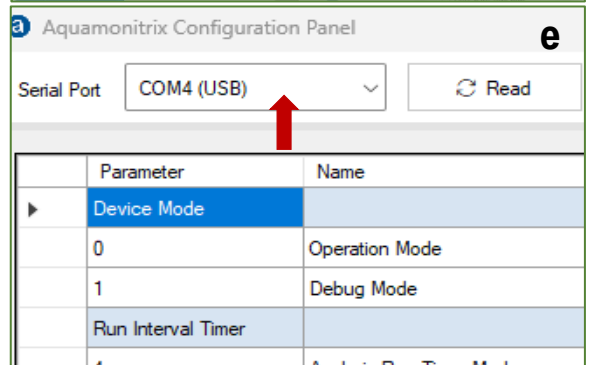 a Aquamonitrix Configuration Panel
e
Serial Port COM4 (USB) Read
Parameter Name
Device Mode
0 Operation Mode
1 Debug Mode
Run Interval Timer